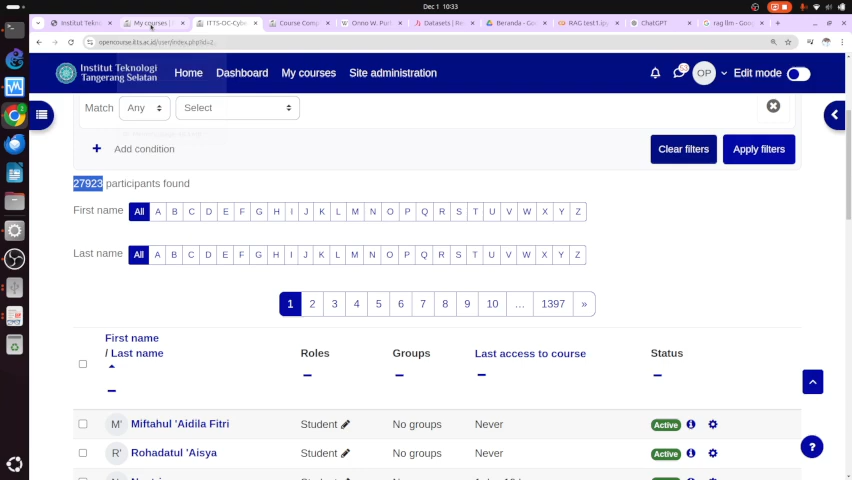 Dec 1 10:33
Institut Tekno
My courses |
ITTS-OC-Cybe
Course Comp
Onno W. Pur
Datasets | Re
Beranda - Goo
RAG test1.ipy
ChatGPT
rag llm - Goog
opencourse.itts.ac.id/user/index.php?id=2
Institut Teknologi
Tangerang Selatan
Home Dashboard My courses Site administration
OP
Edit mode
Match Any Select
Add condition
Clear filters
Apply filters
27923 participants found
First name All A B C D E F G H I J K L M N O P Q R S T U V W X Y Z
Last name All A B C D E F G H I J K L M N O P Q R S T U V W X Y Z
1 2 3 4 5 6 7 8 9 10 … 1397 »
First name
/ Last name
Roles Groups Last access to course Status
M' Miftahul 'Aidila Fitri Student No groups Never Active
R' Rohadatul 'Aisya Student No groups Never Active